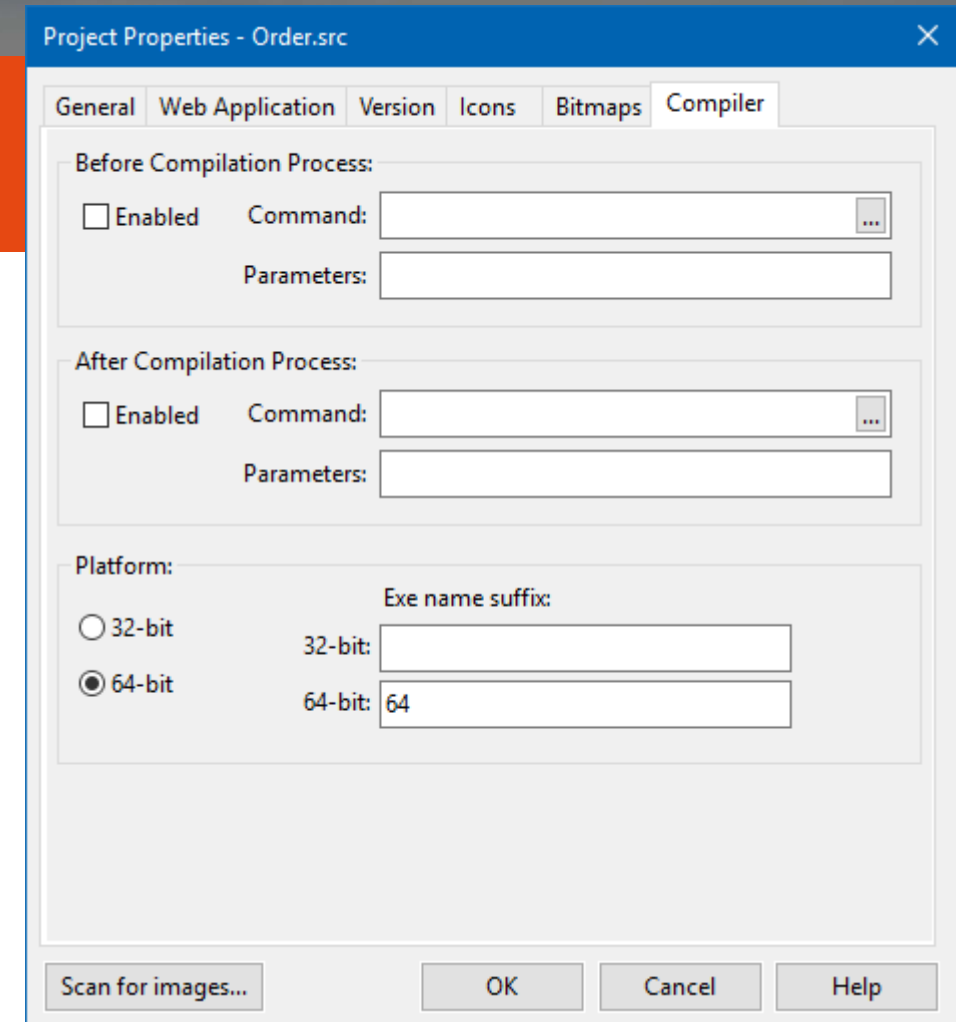 Project Properties - Order.src
General Web Application Version Icons Bitmaps Compiler
Before Compilation Process:
Enabled Command: ...
Parameters:
After Compilation Process:
Enabled Command: ...
Parameters:
Platform:
Exe name suffix:
32-bit
32-bit:
64-bit
64-bit: 64
Scan for images... OK Cancel Help